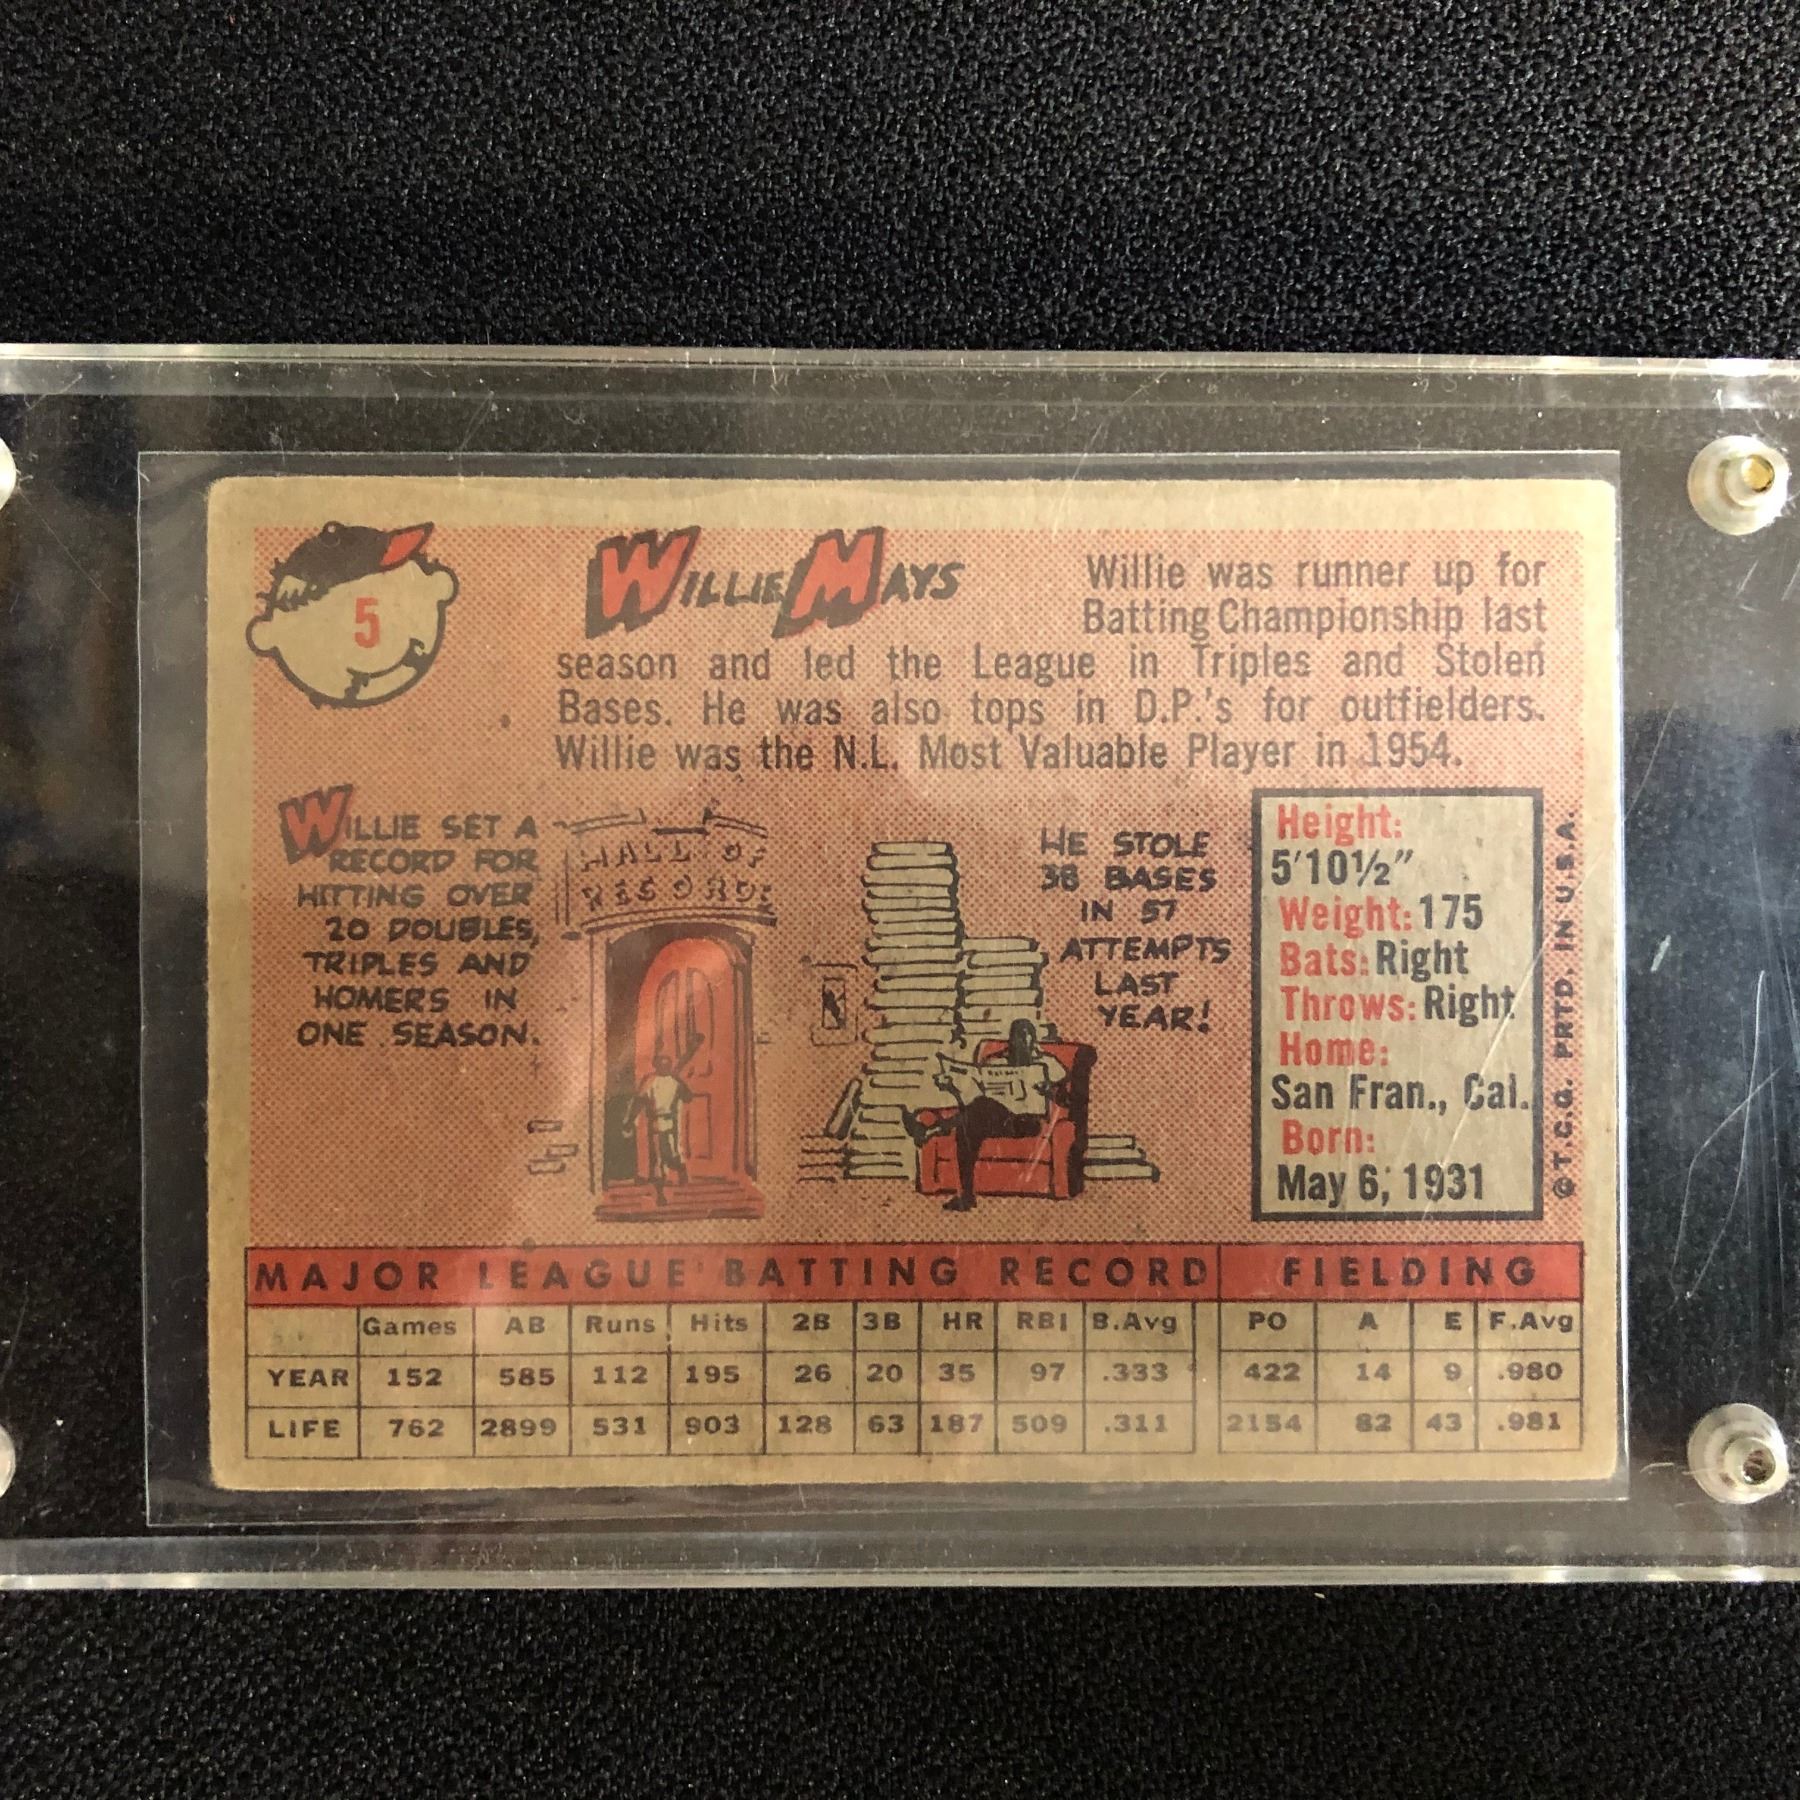 5
WILLIE MAYS
Willie was runner up for
Batting Championship last
season and led the League in Triples and Stolen
Bases. He was also tops in D.P.'s for outfielders.
Willie was the N.L. Most Valuable Player in 1954.
WILLIE SET A
RECORD FOR
HITTING OVER
20 DOUBLES,
TRIPLES AND
HOMERS IN
ONE SEASON.
HALL OF
RECORDS
HE STOLE
38 BASES
IN 57
ATTEMPTS
LAST
YEAR!
Height:
5'10½"
Weight: 175
Bats: Right
Throws: Right
Home:
San Fran., Cal.
Born:
May 6, 1931
© T.C.G. PRTD. IN U.S.A.
MAJOR LEAGUE BATTING RECORD FIELDING
Games AB Runs Hits 2B 3B HR RBI B.Avg PO A E F.Avg
YEAR 152 585 112 195 26 20 35 97 .333 422 14 9 .980
LIFE 762 2899 531 903 128 63 187 509 .311 2154 82 43 .981